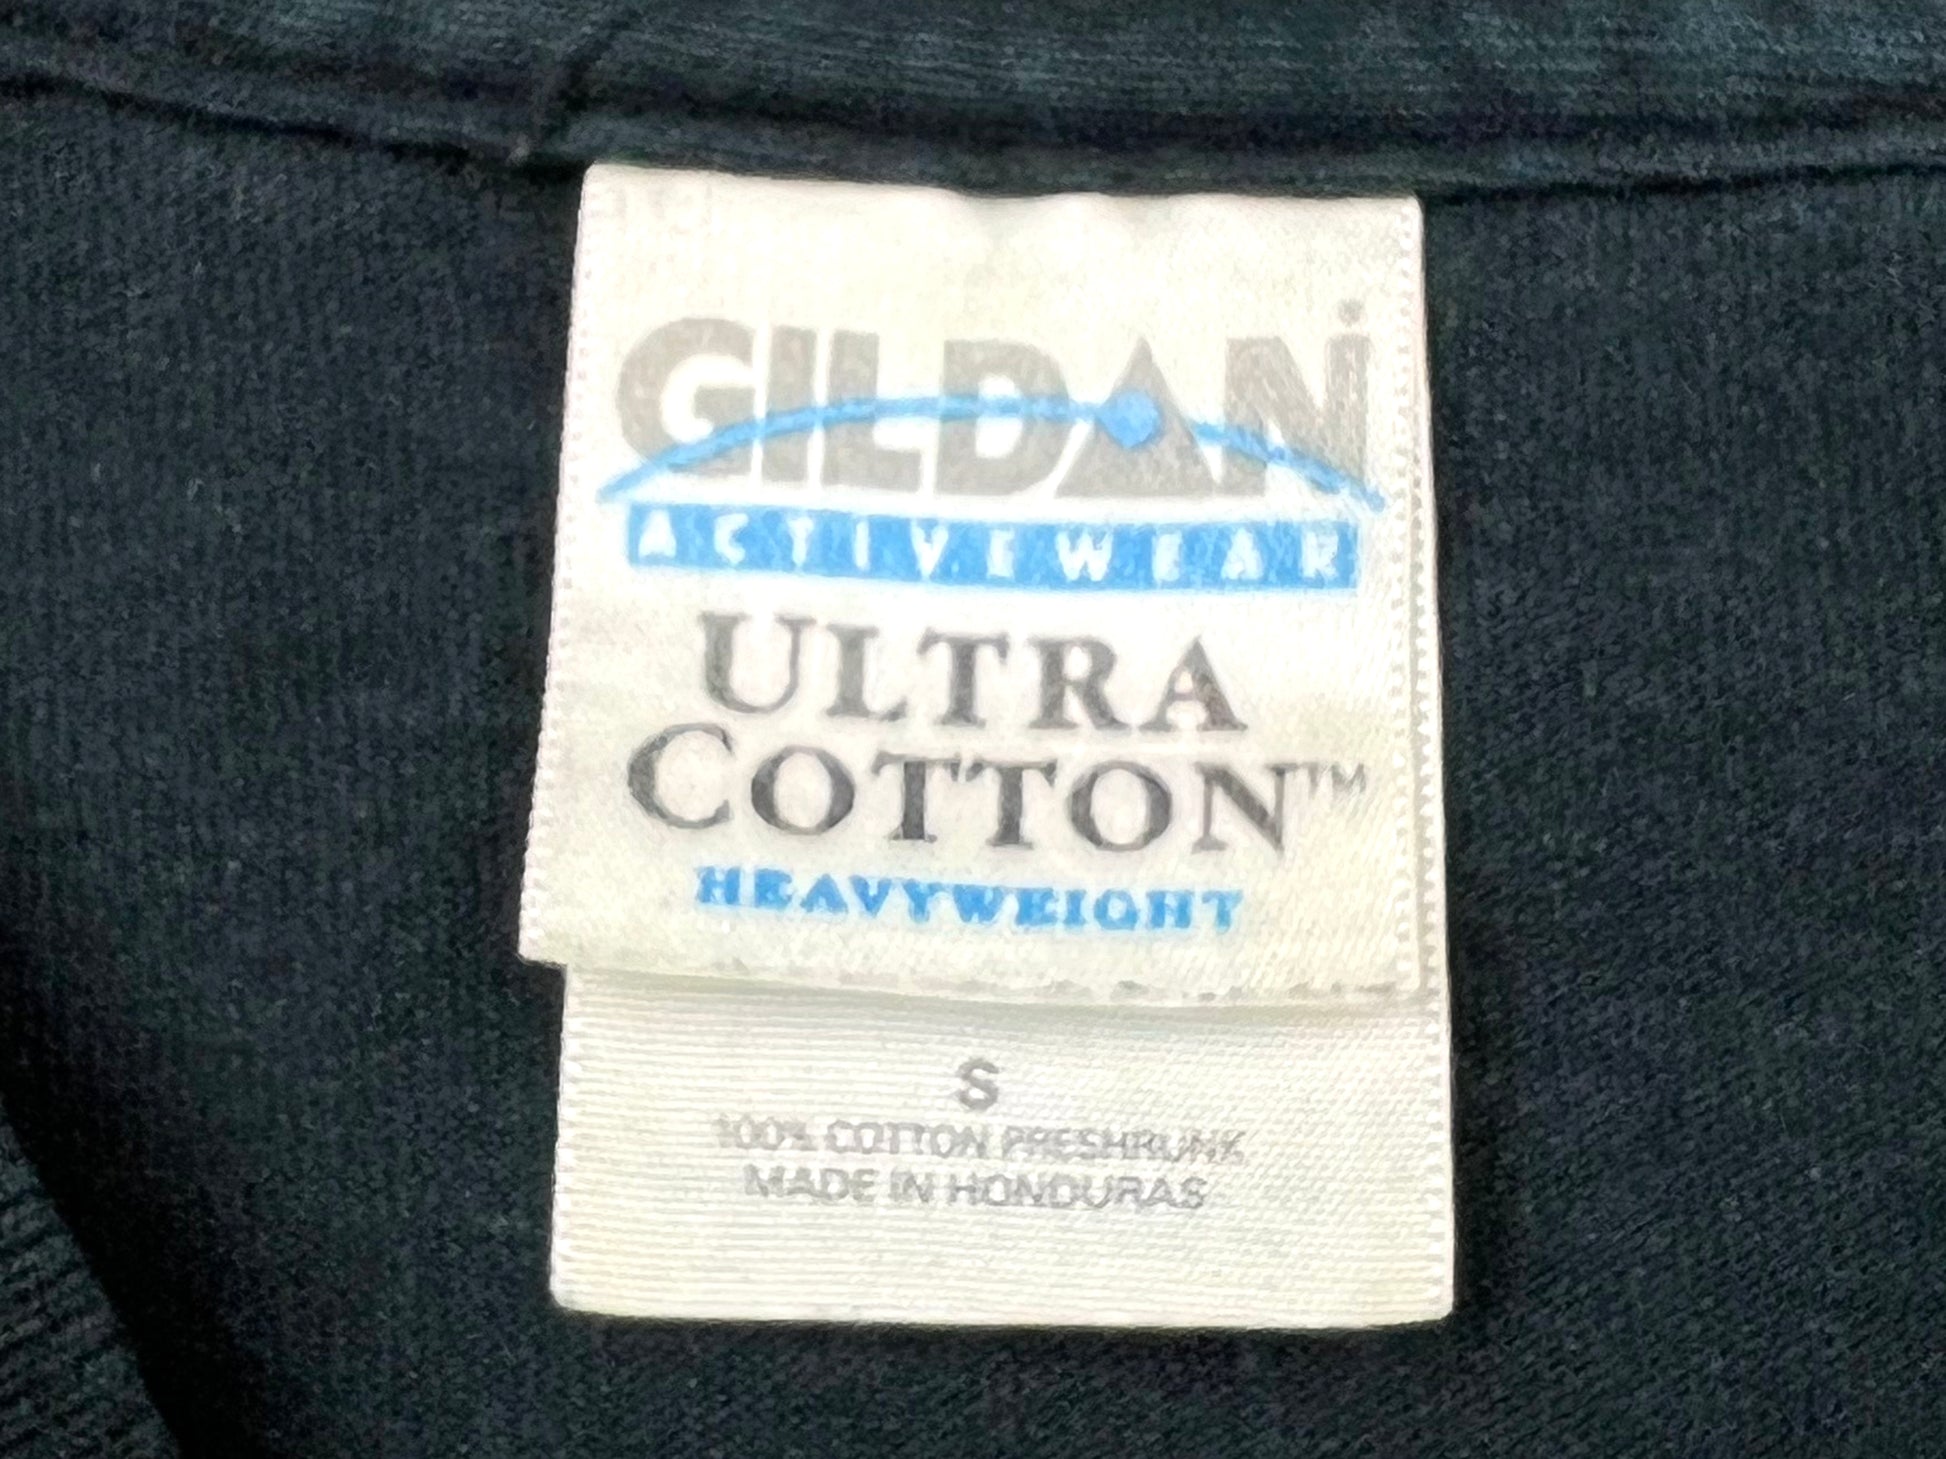 GILDAN
ACTIVEWEAR
ULTRA
COTTON™
HEAVYWEIGHT
S
100% COTTON PRESHRUNK
MADE IN HONDURAS